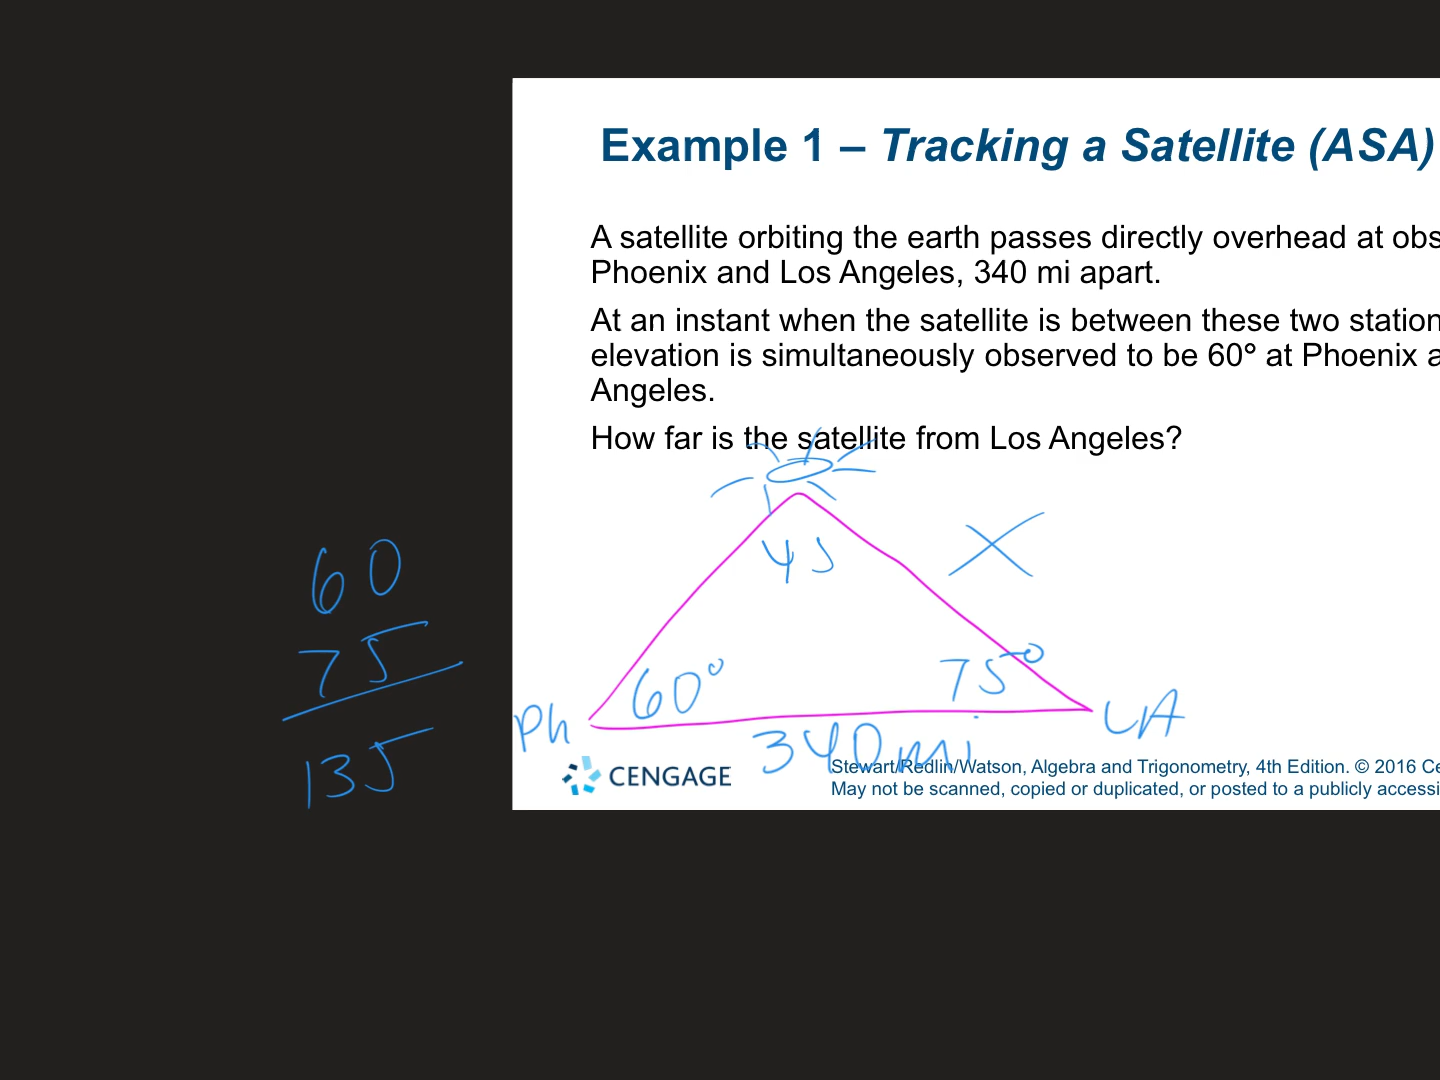 Example 1 – Tracking a Satellite (ASA)
A satellite orbiting the earth passes directly overhead at obs
Phoenix and Los Angeles, 340 mi apart.
At an instant when the satellite is between these two station
elevation is simultaneously observed to be 60° at Phoenix a
Angeles.
How far is the satellite from Los Angeles?
60
75
135
45
X
60°
75°
Ph
LA
340 mi
CENGAGE
Stewart/Redlin/Watson, Algebra and Trigonometry, 4th Edition. © 2016 Ce
May not be scanned, copied or duplicated, or posted to a publicly accessi